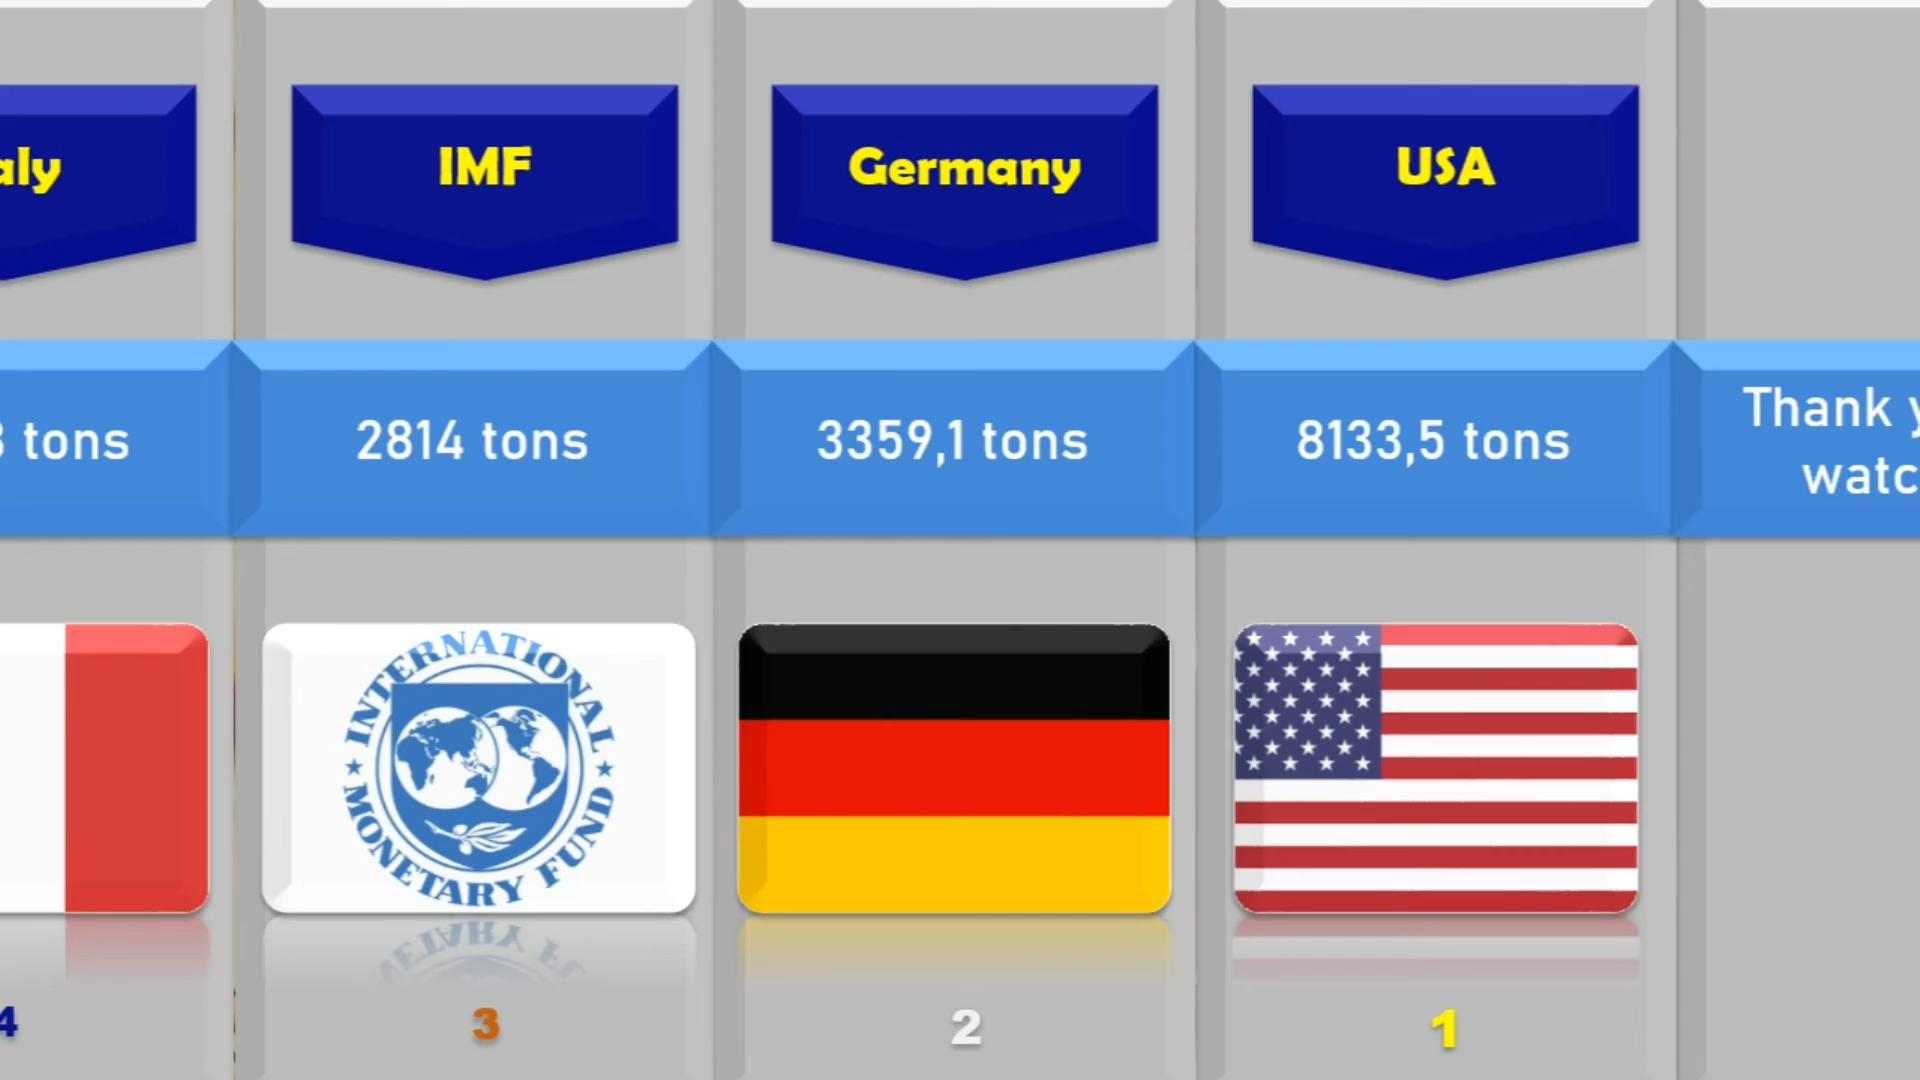 aly
IMF
Germany
USA
tons
2814 tons
3359,1 tons
8133,5 tons
Thank
watc
INTERNATIONAL
MONETARY FUND
4
3
2
1